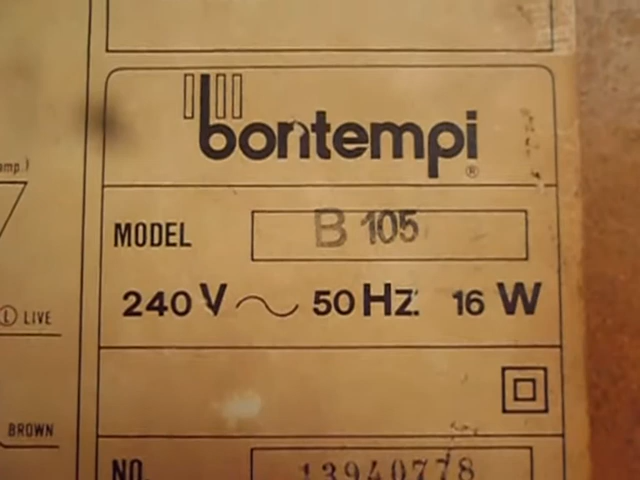 bontempi®
MODEL B 105
240 V ~ 50 Hz. 16 W
Ⓛ LIVE
BROWN
NO. 13940778